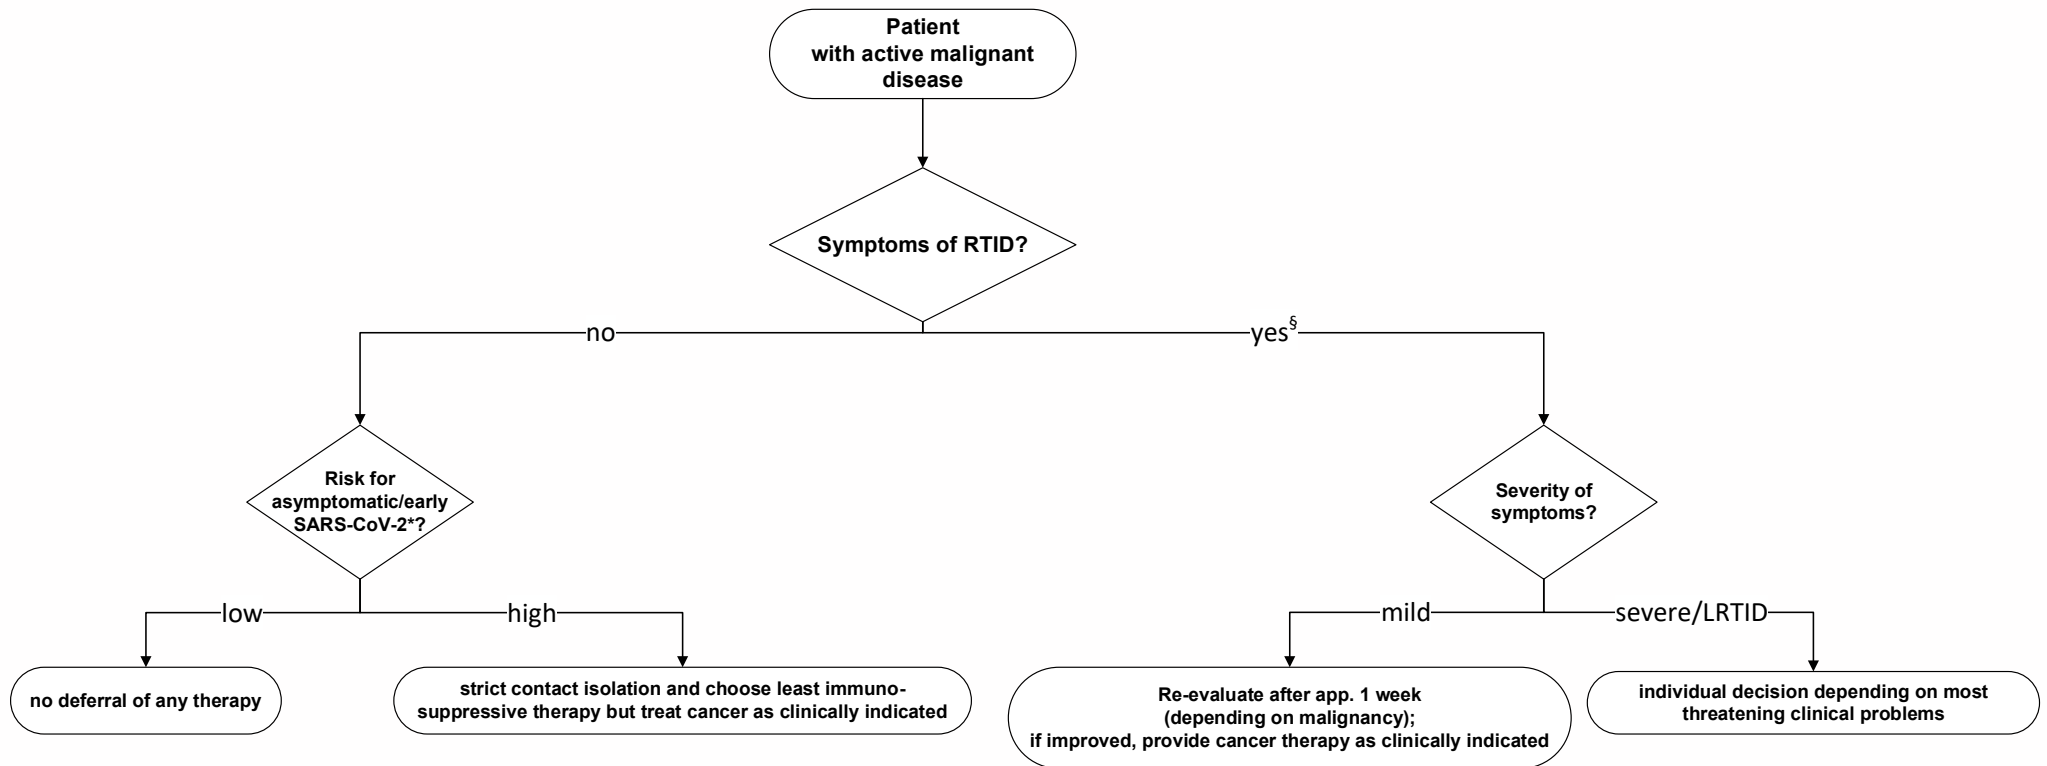 Patient
with active malignant
disease
Symptoms of RTID?
no
yes§
Risk for
asymptomatic/early
SARS-CoV-2*?
Severity of
symptoms?
low
high
mild
severe/LRTID
no deferral of any therapy
strict contact isolation and choose least immuno-
suppressive therapy but treat cancer as clinically indicated
Re-evaluate after app. 1 week
(depending on malignancy);
if improved, provide cancer therapy as clinically indicated
individual decision depending on most
threatening clinical problems